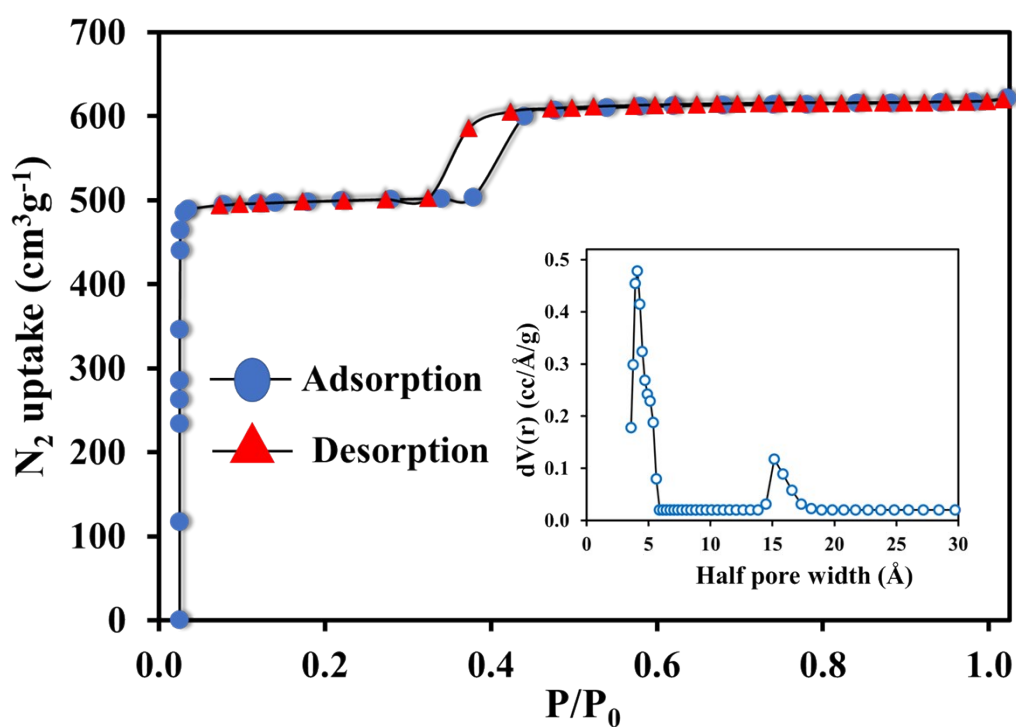 700
600
500
400
300
200
100
0
N₂ uptake (cm³g⁻¹)
0.0 0.2 0.4 0.6 0.8 1.0
P/P₀
Adsorption
Desorption
0.5
0.4
0.3
0.2
0.1
0.0
dV(r) (cc/Å/g)
0 5 10 15 20 25 30
Half pore width (Å)